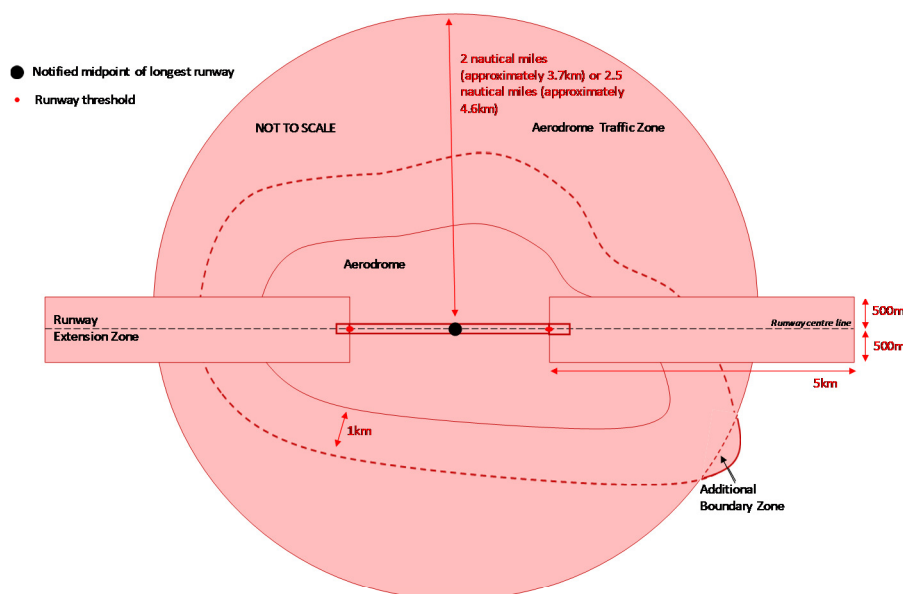 Notified midpoint of longest runway
Runway threshold
2 nautical miles
(approximately 3.7km) or 2.5
nautical miles (approximately
4.6km)
NOT TO SCALE
Aerodrome Traffic Zone
Aerodrome
Runway
Extension Zone
Runway centre line
500m
500m
5km
1km
Additional
Boundary Zone